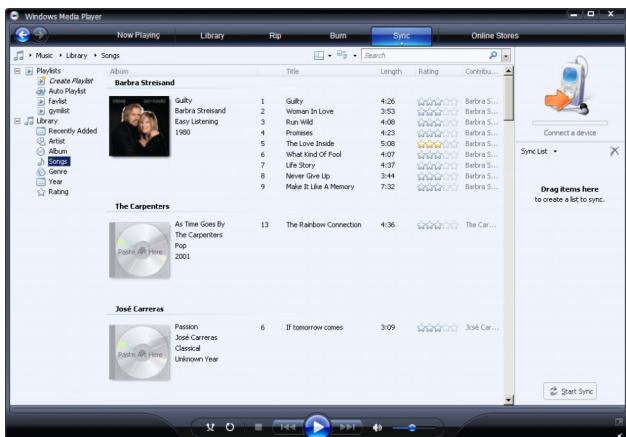 Windows Media Player
Now Playing Library Rip Burn Sync Online Stores
Music Library Songs Search
Playlists
Create Playlist
Auto Playlist
favlist
gymlist
Library
Recently Added
Artist
Album
Songs
Genre
Year
Rating
Album Title Length Rating Contribu...
Barbra Streisand
Guilty
Barbra Streisand
Easy Listening
1980
1 Guilty 4:26 Barbra S...
2 Woman In Love 3:53 Barbra S...
3 Run Wild 4:08 Barbra S...
4 Promises 4:23 Barbra S...
5 The Love Inside 5:08 Barbra S...
6 What Kind Of Fool 4:07 Barbra S...
7 Life Story 4:37 Barbra S...
8 Never Give Up 3:44 Barbra S...
9 Make It Like A Memory 7:32 Barbra S...
The Carpenters
Paste Art Here
As Time Goes By
The Carpenters
Pop
2001
13 The Rainbow Connection 4:36 The Car...
José Carreras
Paste Art Here
Passion
José Carreras
Classical
Unknown Year
6 If tomorrow comes 3:09 José Car...
Connect a device
Sync List
Drag items here
to create a list to sync.
Start Sync